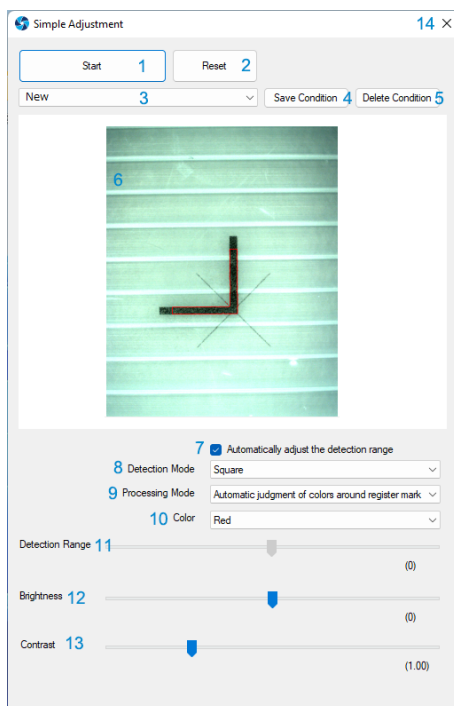 Simple Adjustment 14
Start 1 Reset 2
New 3 Save Condition 4 Delete Condition 5
6
7 Automatically adjust the detection range
8 Detection Mode Square
9 Processing Mode Automatic judgment of colors around register mark
10 Color Red
Detection Range 11
(0)
Brightness 12
(0)
Contrast 13
(1.00)